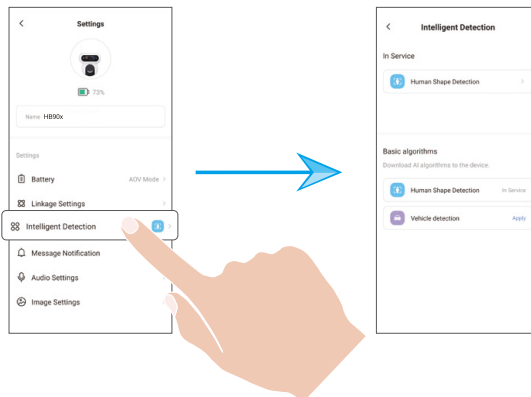 Settings
73%
Name HB90x
Settings
Battery AOV Mode
Linkage Settings
Intelligent Detection
Message Notification
Audio Settings
Image Settings
Intelligent Detection
In Service
Human Shape Detection
Basic algorithms
Download AI algorithms to the device.
Human Shape Detection In Service
Vehicle detection Apply